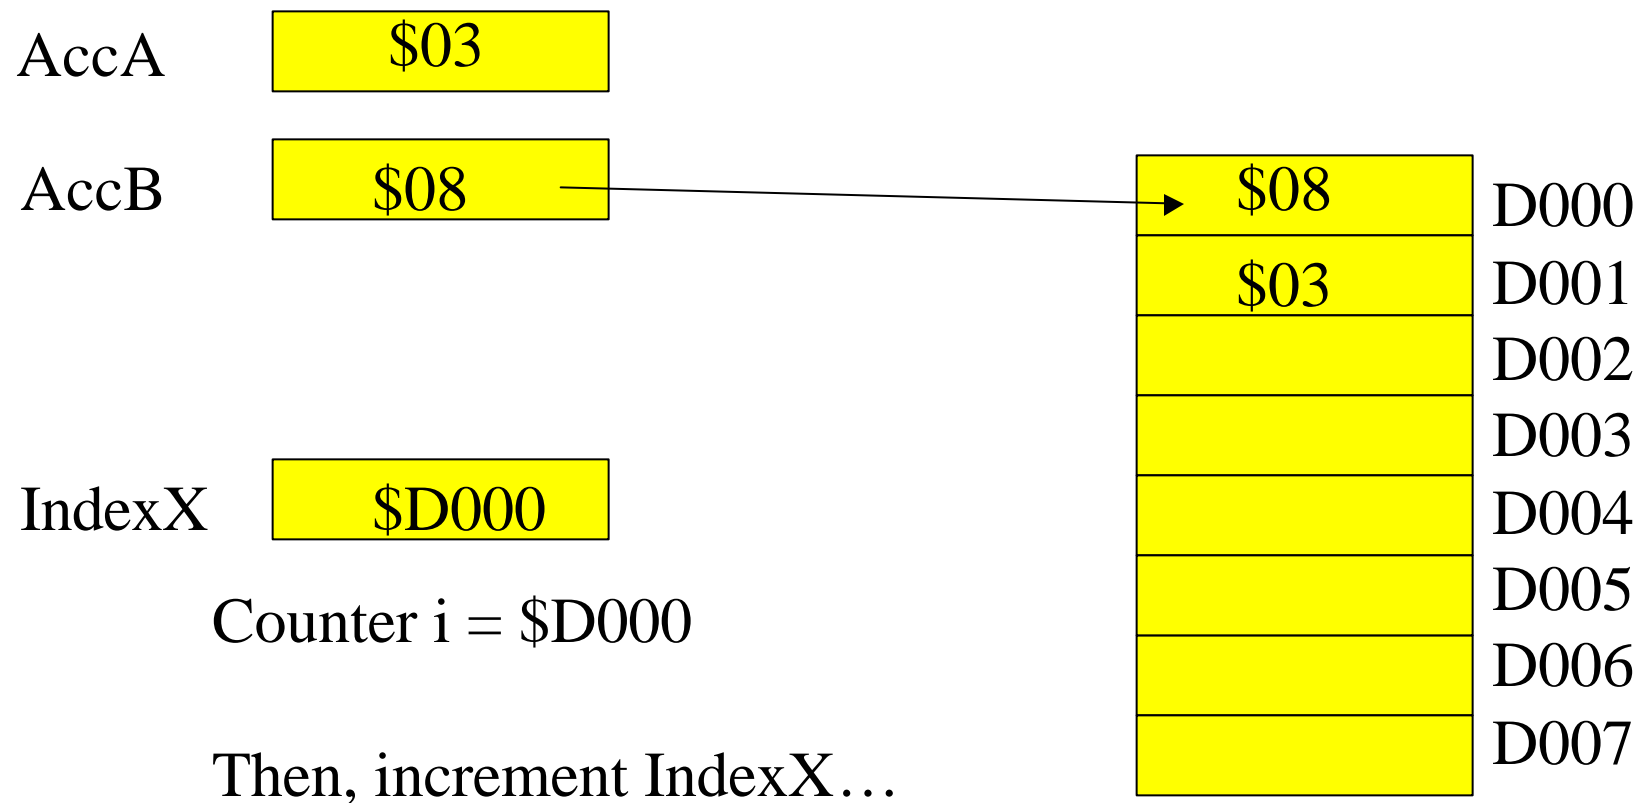 AccA $03
AccB $08
$08 D000
$03 D001
D002
D003
IndexX $D000
D004
D005
Counter i = $D000
D006
D007
Then, increment IndexX…